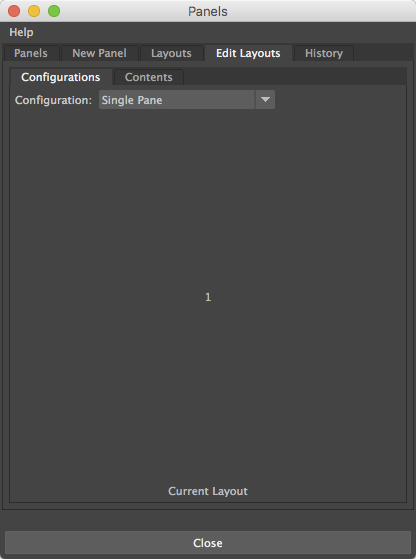 Panels
Help
Panels New Panel Layouts Edit Layouts History
Configurations Contents
Configuration: Single Pane
1
Current Layout
Close